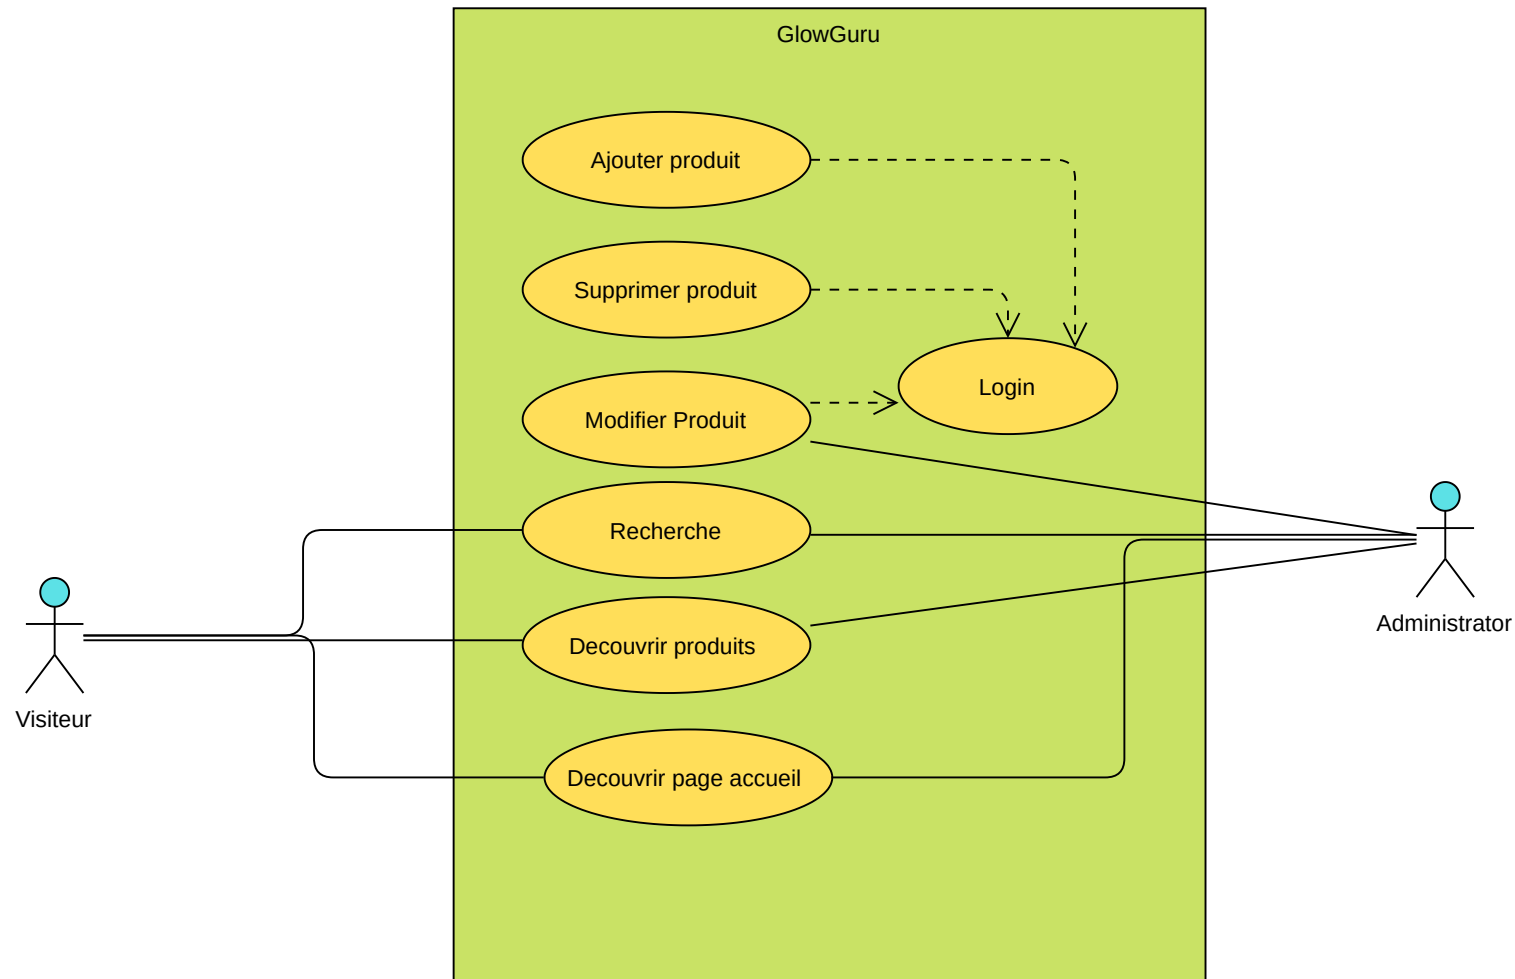 GlowGuru
Ajouter produit
Supprimer produit
Login
Modifier Produit
Recherche
Decouvrir produits
Decouvrir page accueil
Visiteur
Administrator